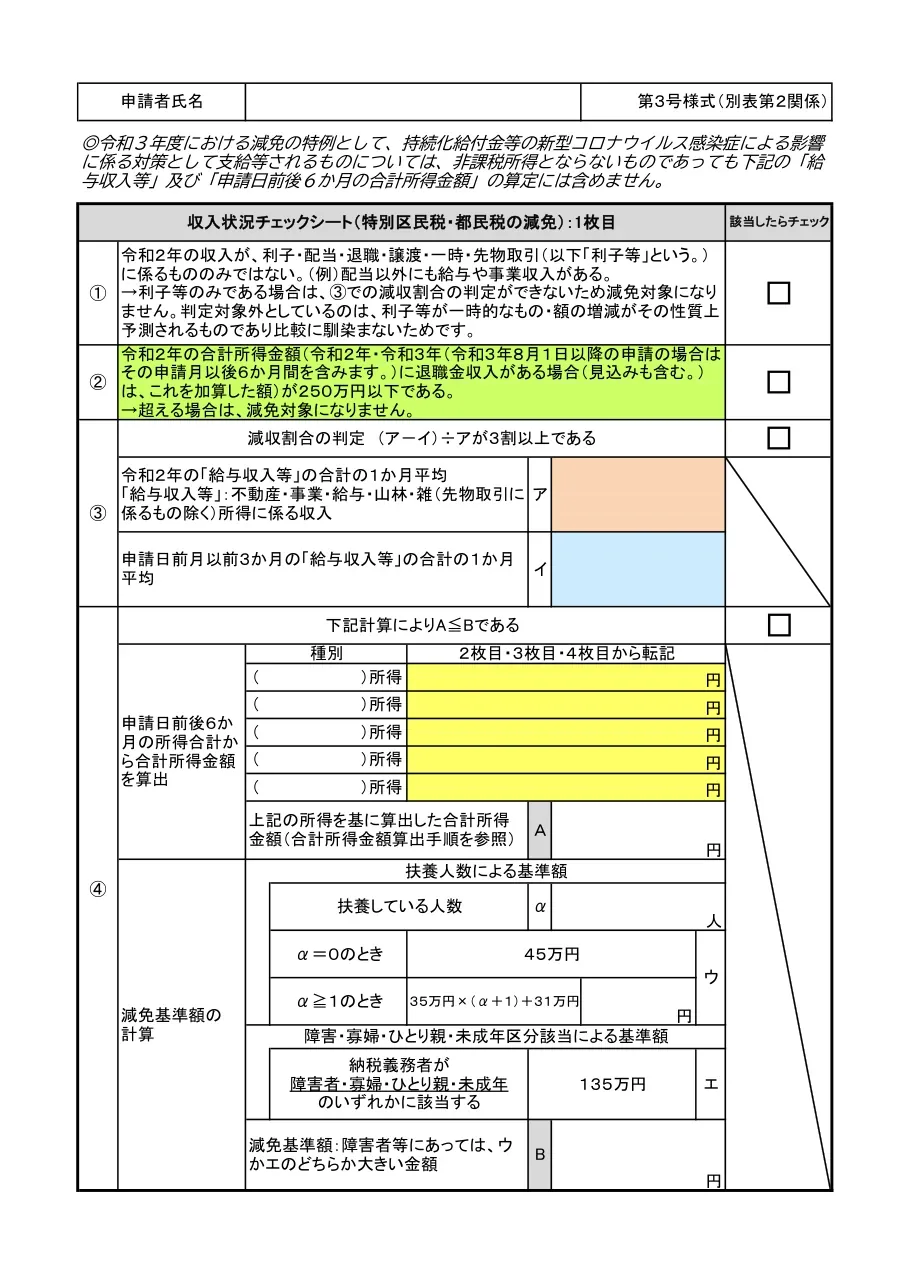 申請者氏名
第3号様式(別表第2関係)
◎令和３年度における減免の特例として、持続化給付金等の新型コロナウイルス感染症による影響
に係る対策として支給等されるものについては、非課税所得とならないものであっても下記の「給
与収入等」及び「申請日前後６か月の合計所得金額」の算定には含めません。
収入状況チェックシート(特別区民税・都民税の減免):1枚目
該当したらチェック
①
令和2年の収入が、利子・配当・退職・譲渡・一時・先物取引(以下「利子等」という。)
に係るもののみではない。(例)配当以外にも給与や事業収入がある。
→利子等のみである場合は、③での減収割合の判定ができないため減免対象になり
ません。判定対象外としているのは、利子等が一時的なもの・額の増減がその性質上
予測されるものであり比較に馴染まないためです。
□
②
令和2年の合計所得金額(令和2年・令和3年(令和3年8月1日以降の申請の場合は
その申請月以後6か月間を含みます。)に退職金収入がある場合(見込みも含む。)
は、これを加算した額)が250万円以下である。
→超える場合は、減免対象になりません。
□
③
減収割合の判定 (ア－イ)÷アが3割以上である
□
令和2年の「給与収入等」の合計の1か月平均
「給与収入等」:不動産・事業・給与・山林・雑(先物取引に
係るもの除く)所得に係る収入
ア
申請日前月以前3か月の「給与収入等」の合計の1か月
平均
イ
④
下記計算によりA≦Bである
□
申請日前後6か
月の所得合計か
ら合計所得金額
を算出
種別
2枚目・3枚目・4枚目から転記
( )所得
円
( )所得
円
( )所得
円
( )所得
円
( )所得
円
上記の所得を基に算出した合計所得
金額(合計所得金額算出手順を参照)
A
円
減免基準額の
計算
扶養人数による基準額
扶養している人数
α
人
α＝0のとき
45万円
ウ
α≧1のとき
35万円×(α＋1)＋31万円
円
障害・寡婦・ひとり親・未成年区分該当による基準額
納税義務者が
障害者・寡婦・ひとり親・未成年
のいずれかに該当する
135万円
エ
減免基準額:障害者等にあっては、ウ
かエのどちらか大きい金額
B
円